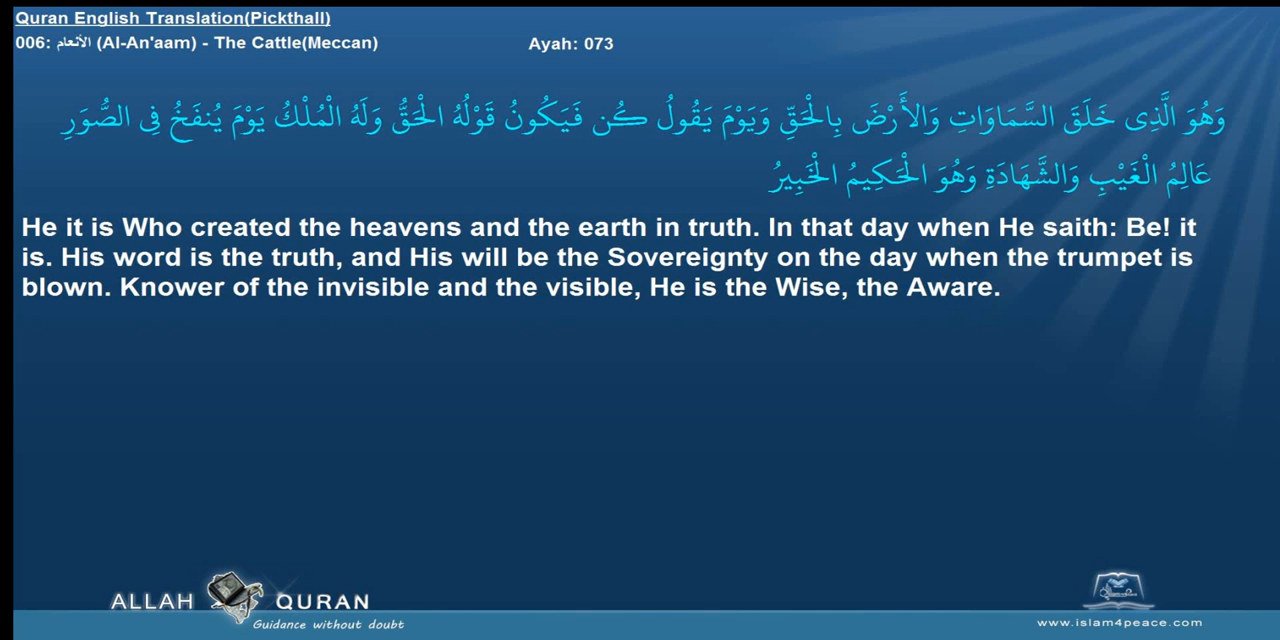 Quran English Translation(Pickthall)
006: الأنعام (Al-An'aam) - The Cattle(Meccan)
Ayah: 073
وَهُوَ الَّذِى خَلَقَ السَّمَاوَاتِ وَالأَرْضَ بِالْحَقِّ وَيَوْمَ يَقُولُ كُن فَيَكُونُ قَوْلُهُ الْحَقُّ وَلَهُ الْمُلْكُ يَوْمَ يُنفَخُ فِى الصُّوَرِ
عَالِمُ الْغَيْبِ وَالشَّهَادَةِ وَهُوَ الْحَكِيمُ الْخَبِيرُ
He it is Who created the heavens and the earth in truth. In that day when He saith: Be! it
is. His word is the truth, and His will be the Sovereignty on the day when the trumpet is
blown. Knower of the invisible and the visible, He is the Wise, the Aware.
ALLAH QURAN
Guidance without doubt
www.islam4peace.com